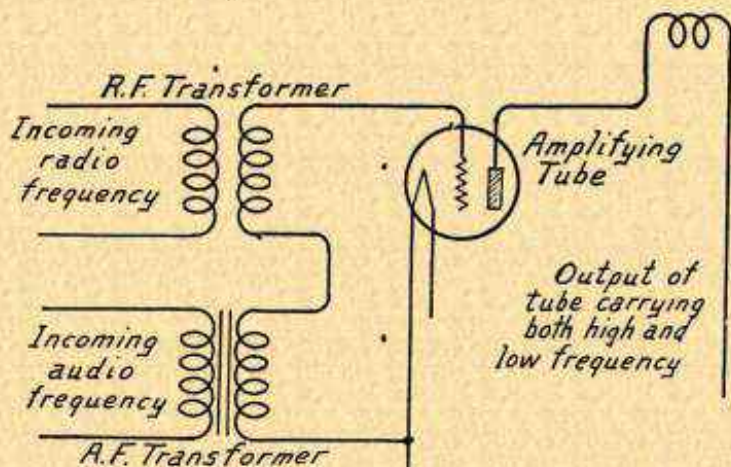 R.F. Transformer
Incoming
radio
frequency
Amplifying
Tube
Output of
tube carrying
both high and
low frequency
Incoming
audio
frequency
A.F. Transformer